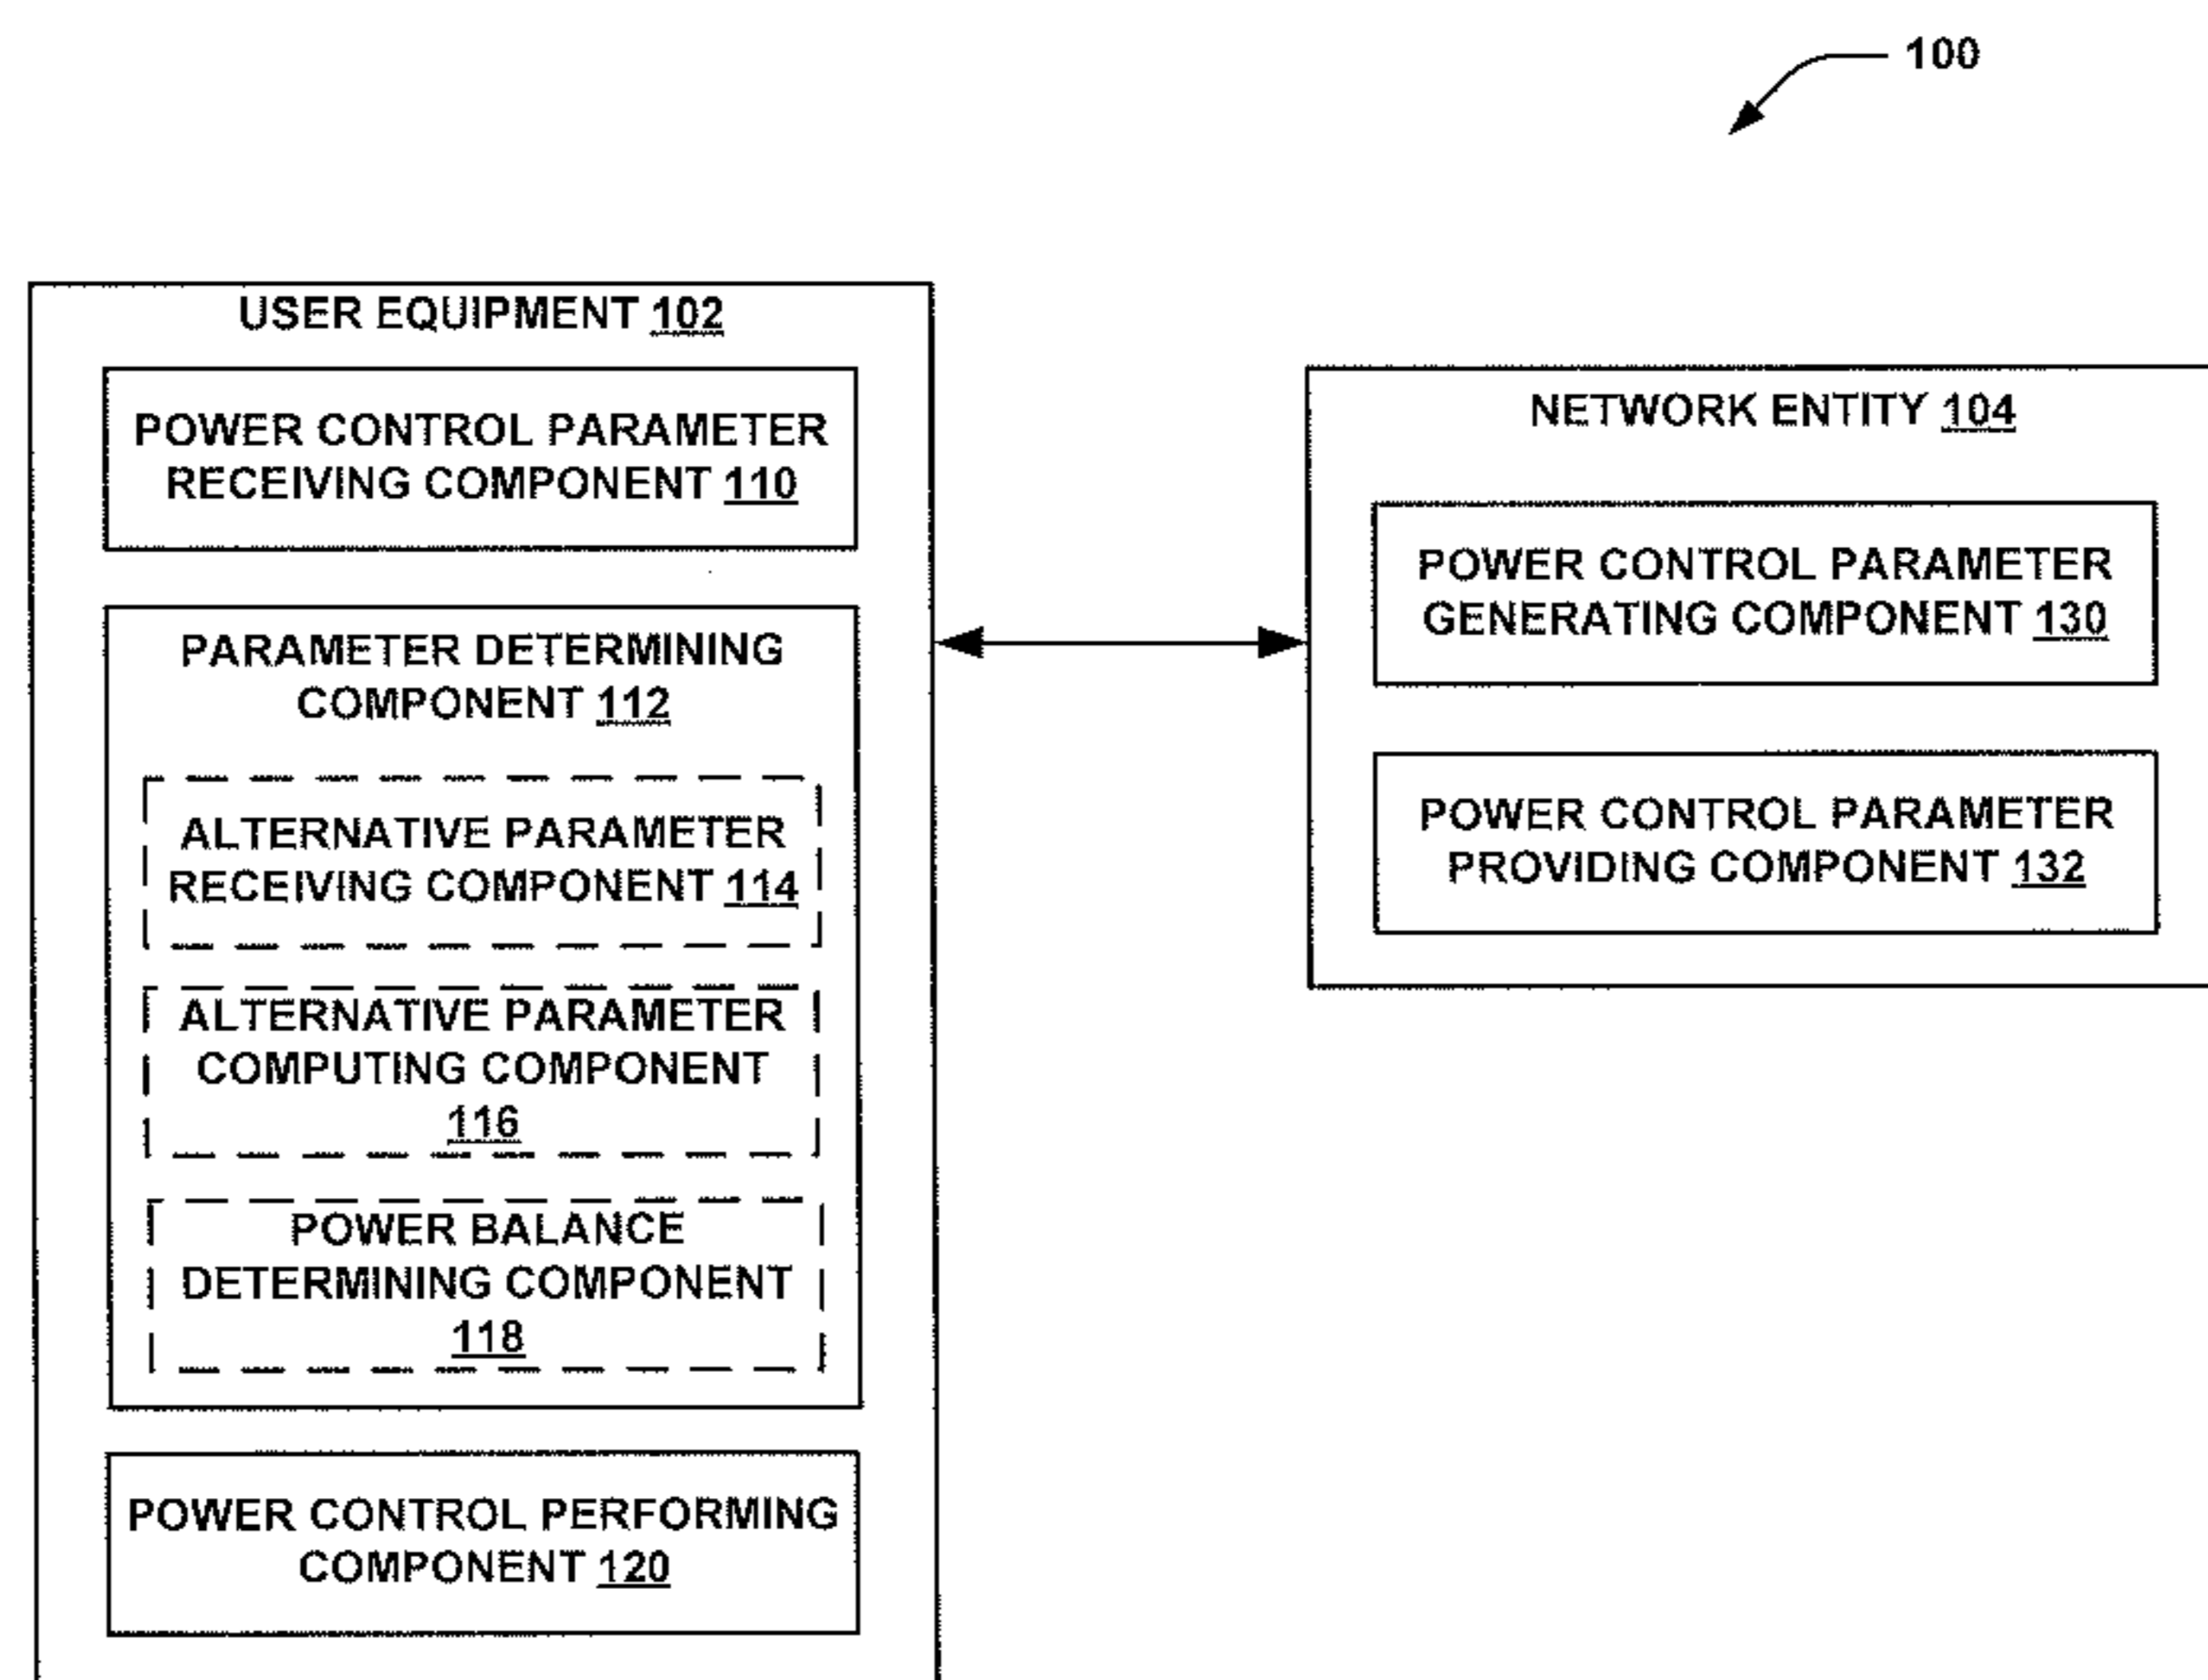 100
USER EQUIPMENT 102
POWER CONTROL PARAMETER
RECEIVING COMPONENT 110
PARAMETER DETERMINING
COMPONENT 112
ALTERNATIVE PARAMETER
RECEIVING COMPONENT 114
ALTERNATIVE PARAMETER
COMPUTING COMPONENT
116
POWER BALANCE
DETERMINING COMPONENT
118
POWER CONTROL PERFORMING
COMPONENT 120
NETWORK ENTITY 104
POWER CONTROL PARAMETER
GENERATING COMPONENT 130
POWER CONTROL PARAMETER
PROVIDING COMPONENT 132